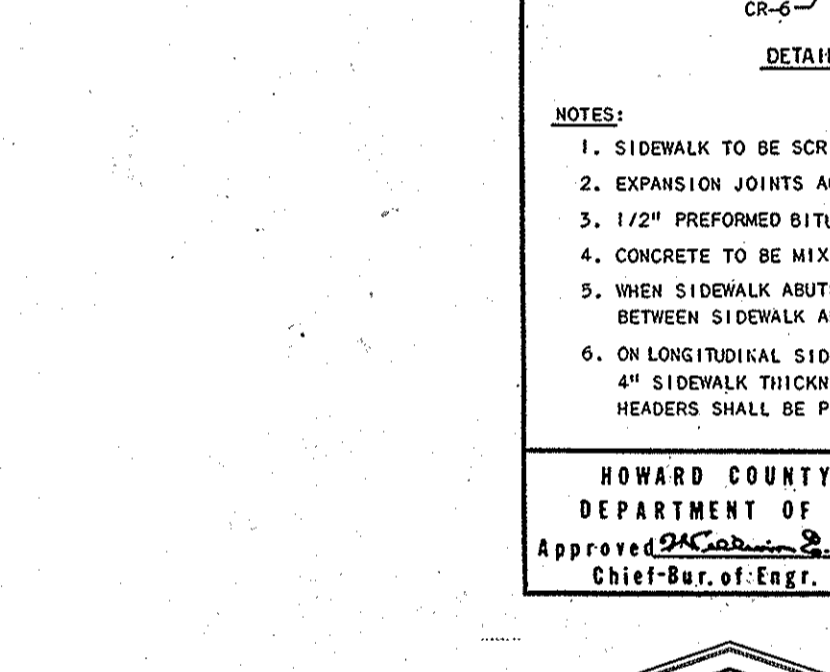 CR-6
DETAI
NOTES:
1. SIDEWALK TO BE SCR
2. EXPANSION JOINTS A
3. 1/2" PREFORMED BITU
4. CONCRETE TO BE MIX
5. WHEN SIDEWALK ABUT
BETWEEN SIDEWALK A
6. ON LONGITUDINAL SID
4" SIDEWALK THICKN
HEADERS SHALL BE P
HOWARD COUNTY
DEPARTMENT OF
Approved
Chief-Bur. of Engr.